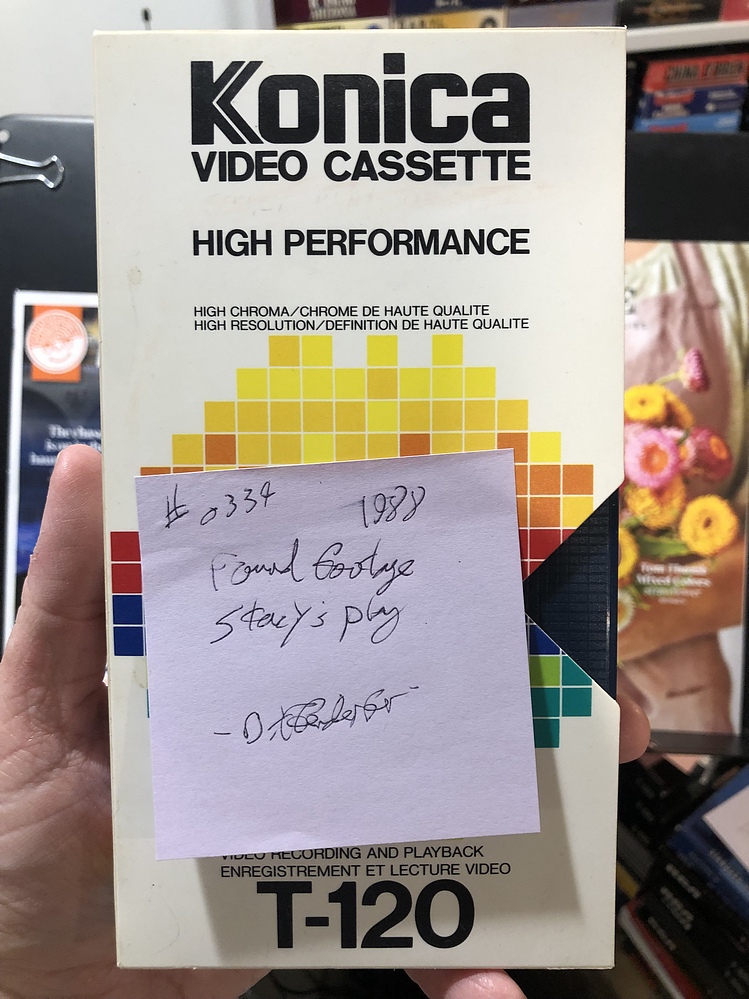 Konica
VIDEO CASSETTE
HIGH PERFORMANCE
HIGH CHROMA/CHROME DE HAUTE QUALITE
HIGH RESOLUTION/DEFINITION DE HAUTE QUALITE
# 0334 1988
Found Footage
Stacy's play
VIDEO RECORDING AND PLAYBACK
ENREGISTREMENT ET LECTURE VIDEO
T-120